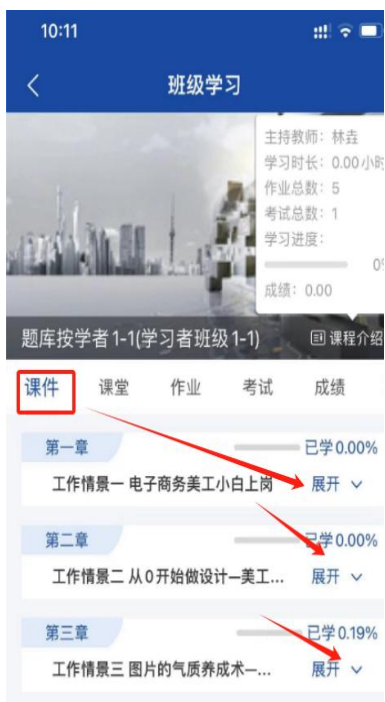 10:11
班级学习
主持教师：林垚
学习时长：0.00小时
作业总数：5
考试总数：1
学习进度：
0%
成绩：0.00
题库按学者1-1(学习者班级1-1)
课程介绍
课件 课堂 作业 考试 成绩
第一章 已学0.00%
工作情景一 电子商务美工小白上岗 展开
第二章 已学0.00%
工作情景二 从0开始做设计—美工... 展开
第三章 已学0.19%
工作情景三 图片的气质养成术—... 展开